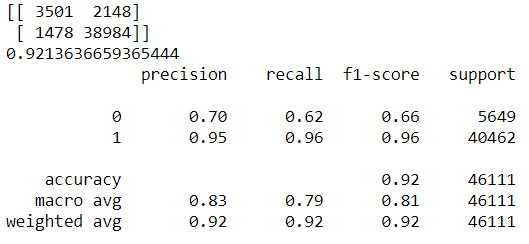 [[ 3501  2148]
 [ 1478 38984]]
0.9213636659365444
              precision    recall  f1-score   support

           0       0.70      0.62      0.66      5649
           1       0.95      0.96      0.96     40462

    accuracy                           0.92     46111
   macro avg       0.83      0.79      0.81     46111
weighted avg       0.92      0.92      0.92     46111